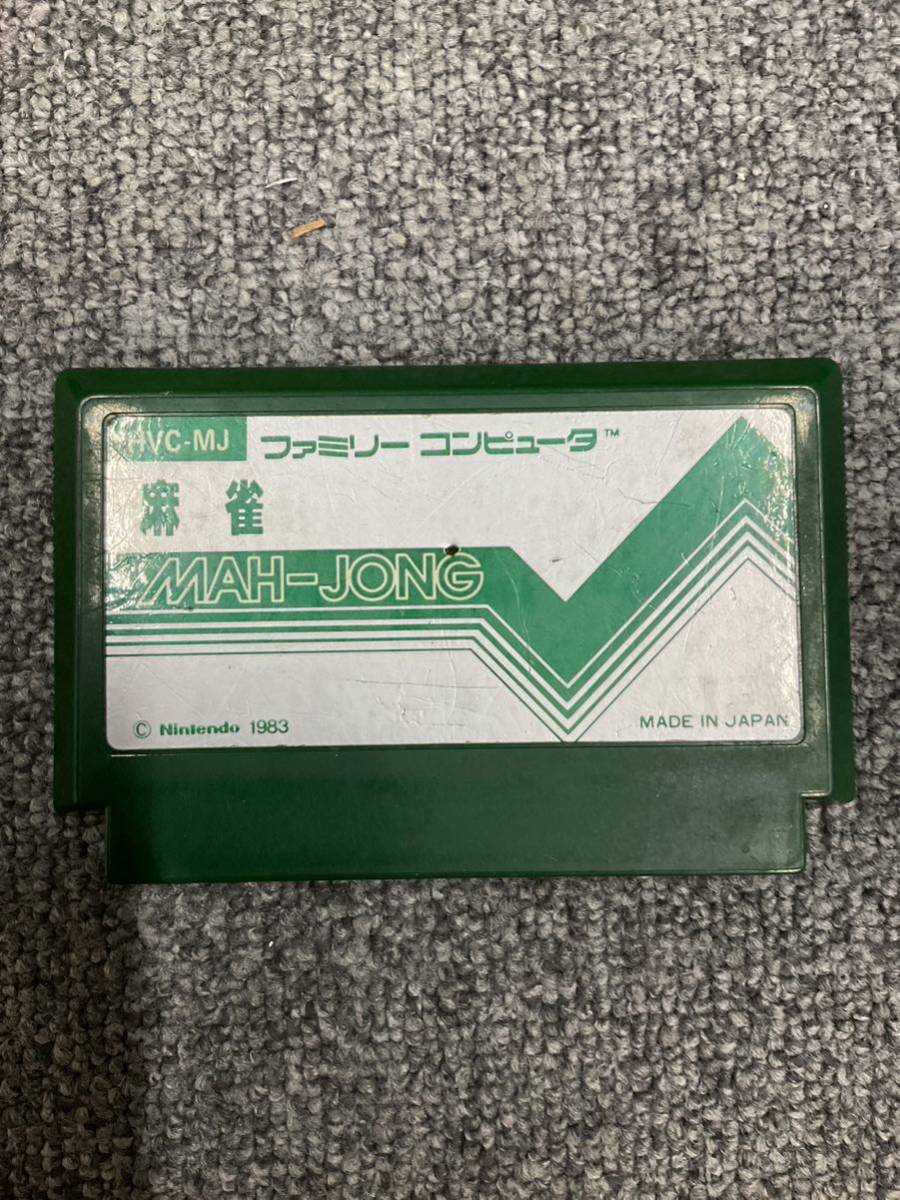 HVC-MJ
ファミリー コンピュータ™
麻雀
MAH-JONG
© Nintendo 1983
MADE IN JAPAN